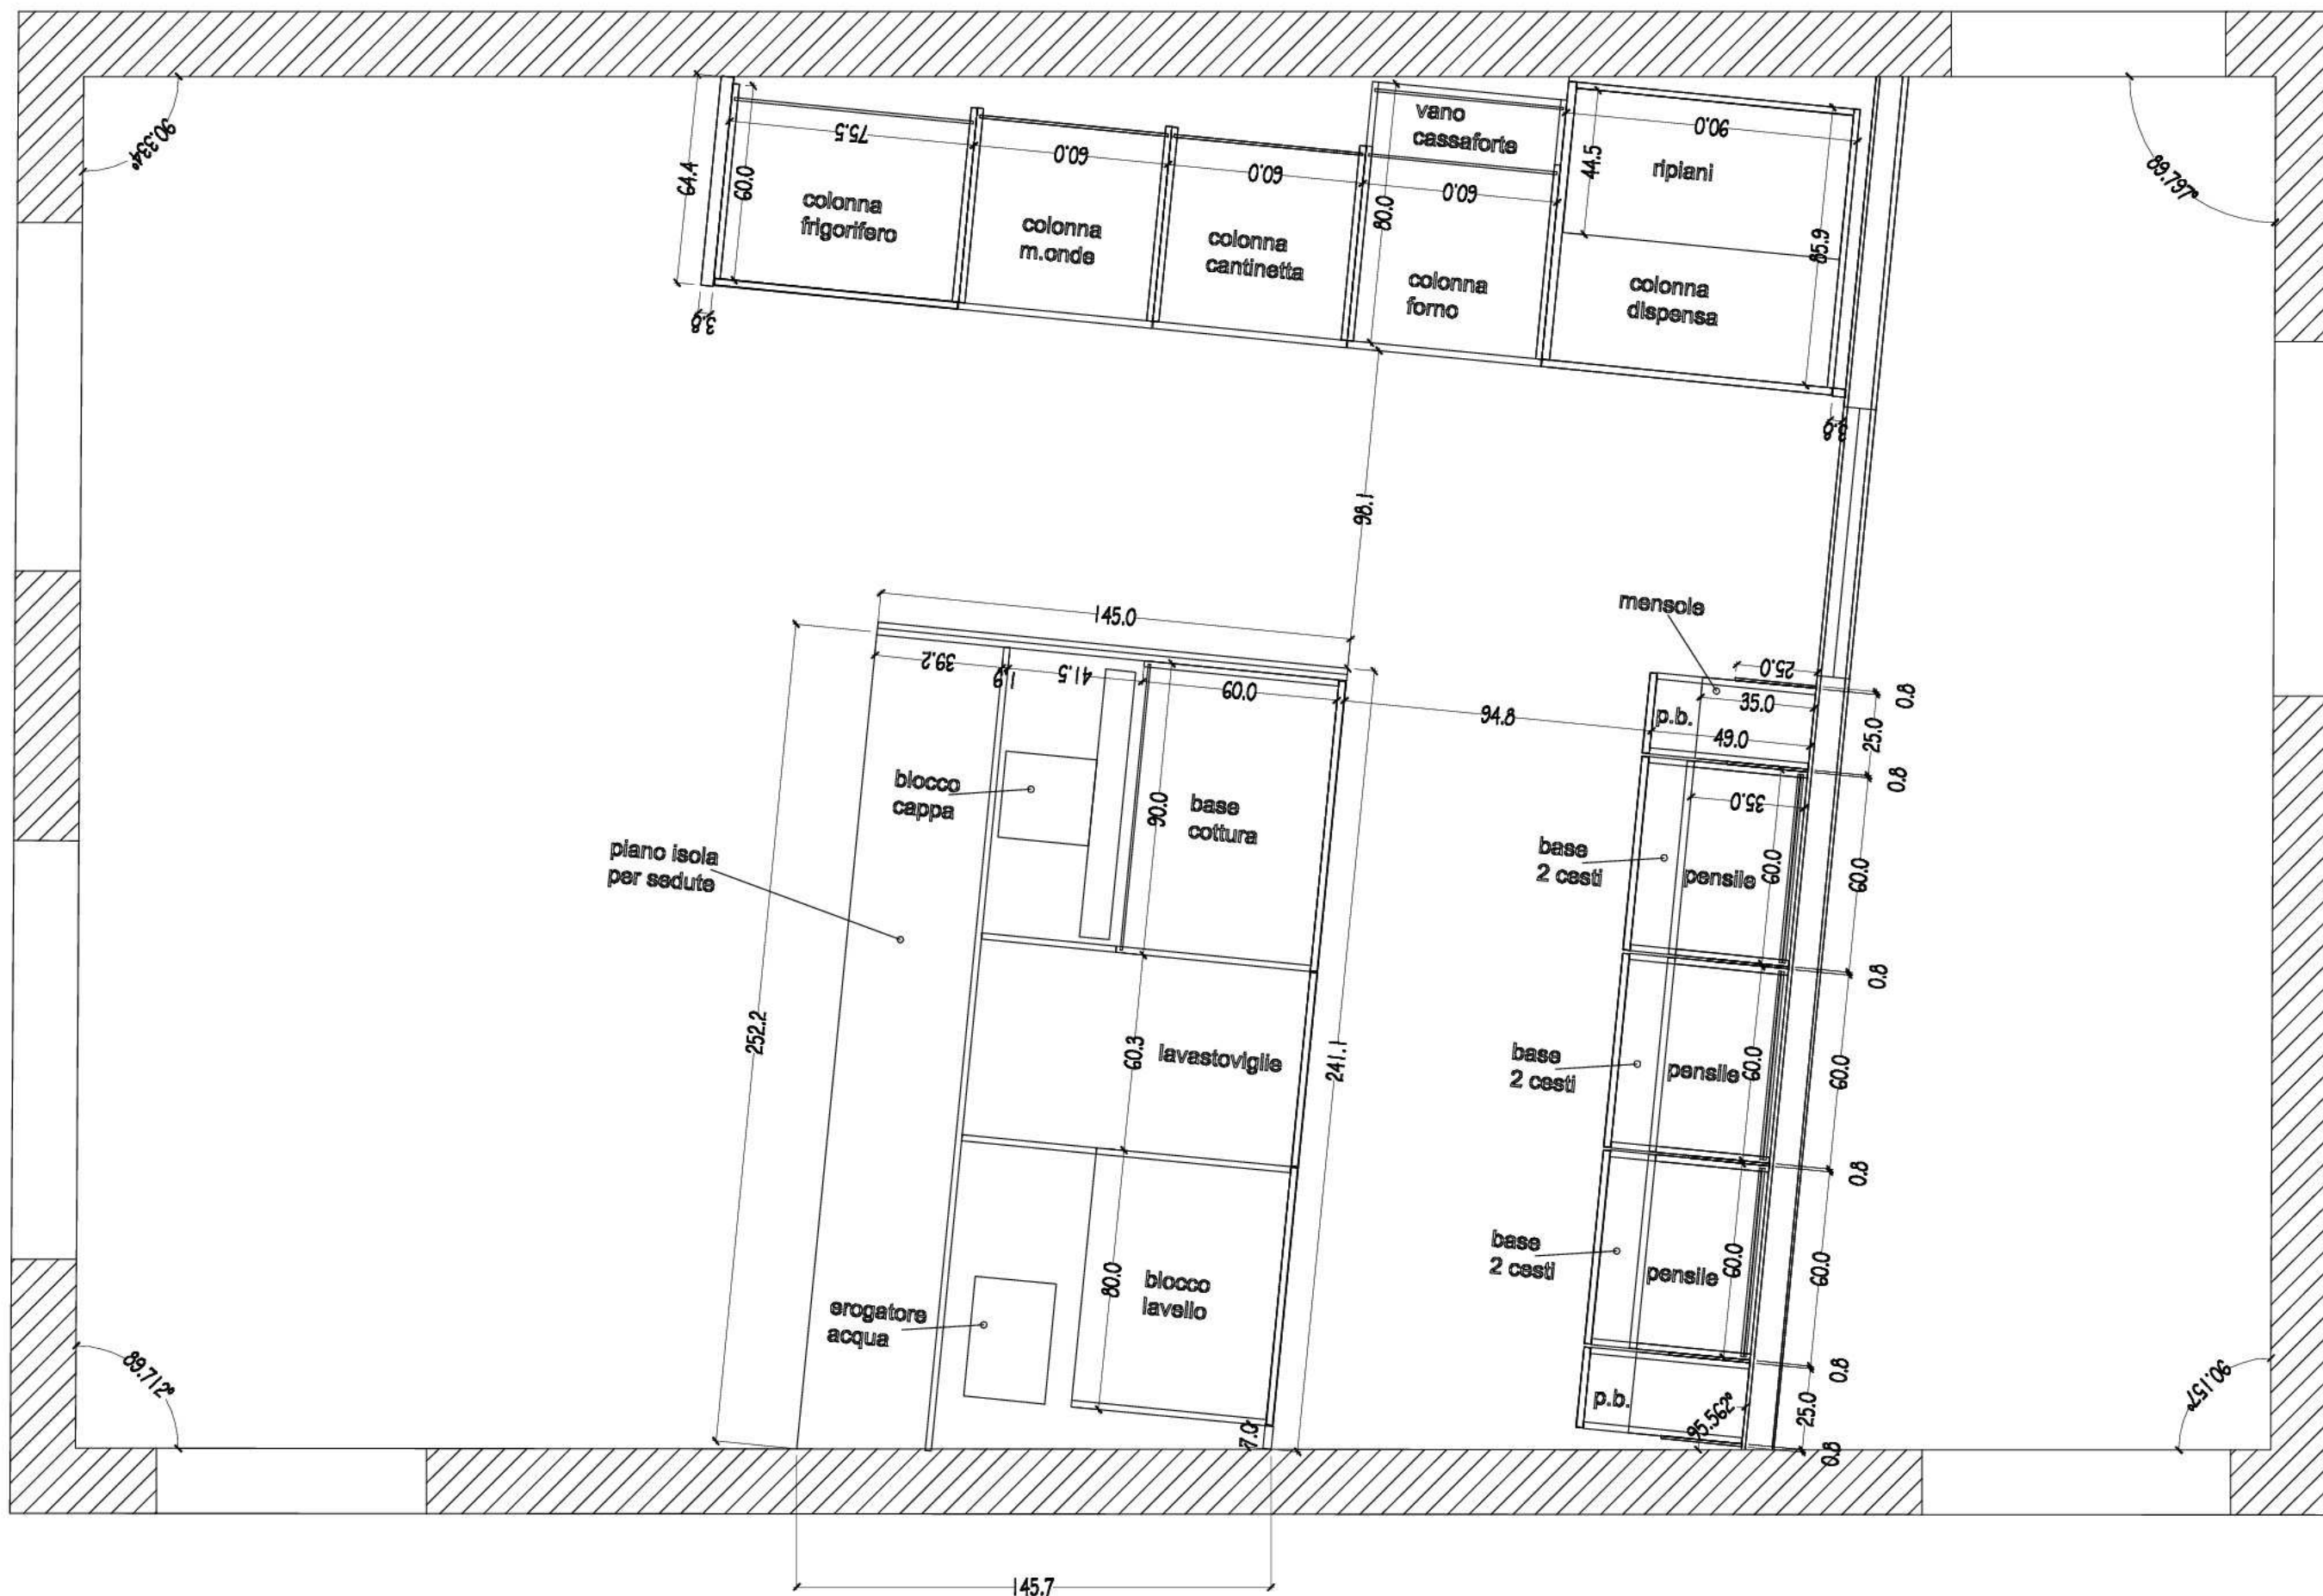 90.334°
89.797°
64.4
60.0
75.5
60.0
60.0
60.0
90.0
vano
cassaforte
44.5
ripiani
80.0
85.9
colonna
frigorifero
colonna
m.onde
colonna
cantinetta
colonna
forno
colonna
dispensa
3.8
3.8
98.1
145.0
39.2
1.9
41.5
60.0
94.8
mensole
25.0
35.0
p.b.
49.0
0.8
25.0
0.8
35.0
blocco
cappa
90.0
base
cottura
piano isola
per sedute
base
2 cesti
pensile
60.0
60.0
0.8
252.2
60.3
lavastoviglie
241.1
base
2 cesti
pensile
60.0
60.0
0.8
erogatore
acqua
80.0
blocco
lavello
base
2 cesti
pensile
60.0
60.0
0.8
89.712°
7.0
p.b.
95.562°
25.0
0.8
90.157°
145.7